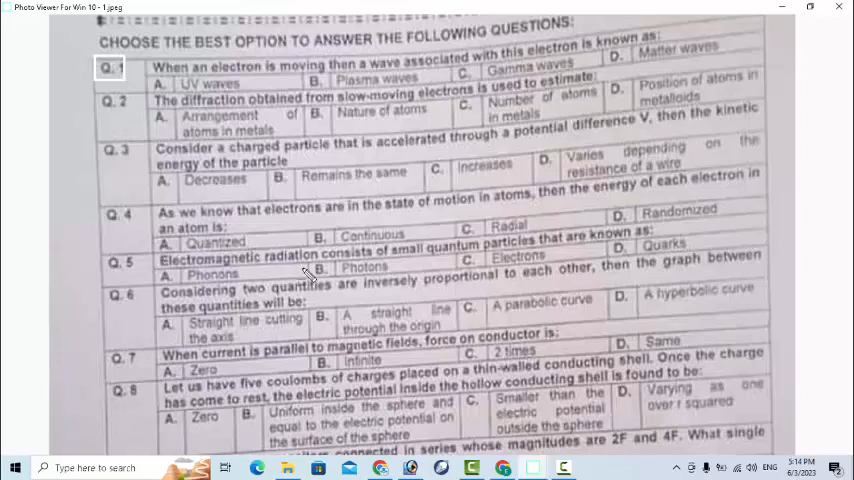 Photo Viewer For Win 10 - 1.jpeg
CHOOSE THE BEST OPTION TO ANSWER THE FOLLOWING QUESTIONS:
Q. 1 When an electron is moving then a wave associated with this electron is known as:
A. UV waves B. Plasma waves C. Gamma waves D. Matter waves
Q. 2 The diffraction obtained from slow-moving electrons is used to estimate:
A. Arrangement of atoms in metals B. Nature of atoms C. Number of atoms in metals D. Position of atoms in metalloids
Q. 3 Consider a charged particle that is accelerated through a potential difference V, then the kinetic
energy of the particle
A. Decreases B. Remains the same C. Increases D. Varies depending on the resistance of a wire
Q. 4 As we know that electrons are in the state of motion in atoms, then the energy of each electron in
an atom is:
A. Quantized B. Continuous C. Radial D. Randomized
Q. 5 Electromagnetic radiation consists of small quantum particles that are known as:
A. Phonons B. Photons C. Electrons D. Quarks
Q. 6 Considering two quantities are inversely proportional to each other, then the graph between
these quantities will be:
A. Straight line cutting the axis B. A straight line through the origin C. A parabolic curve D. A hyperbolic curve
Q. 7 When current is parallel to magnetic fields, force on conductor is:
A. Zero B. Infinite C. 2 times D. Same
Q. 8 Let us have five coulombs of charges placed on a thin-walled conducting shell. Once the charge
has come to rest, the electric potential inside the hollow conducting shell is found to be:
A. Zero B. Uniform inside the sphere and equal to the electric potential on the surface of the sphere C. Smaller than the electric potential outside the sphere D. Varying as one over r squared
connected in series whose magnitudes are 2F and 4F. What single
Type here to search
ENG
5:14 PM
6/3/2023